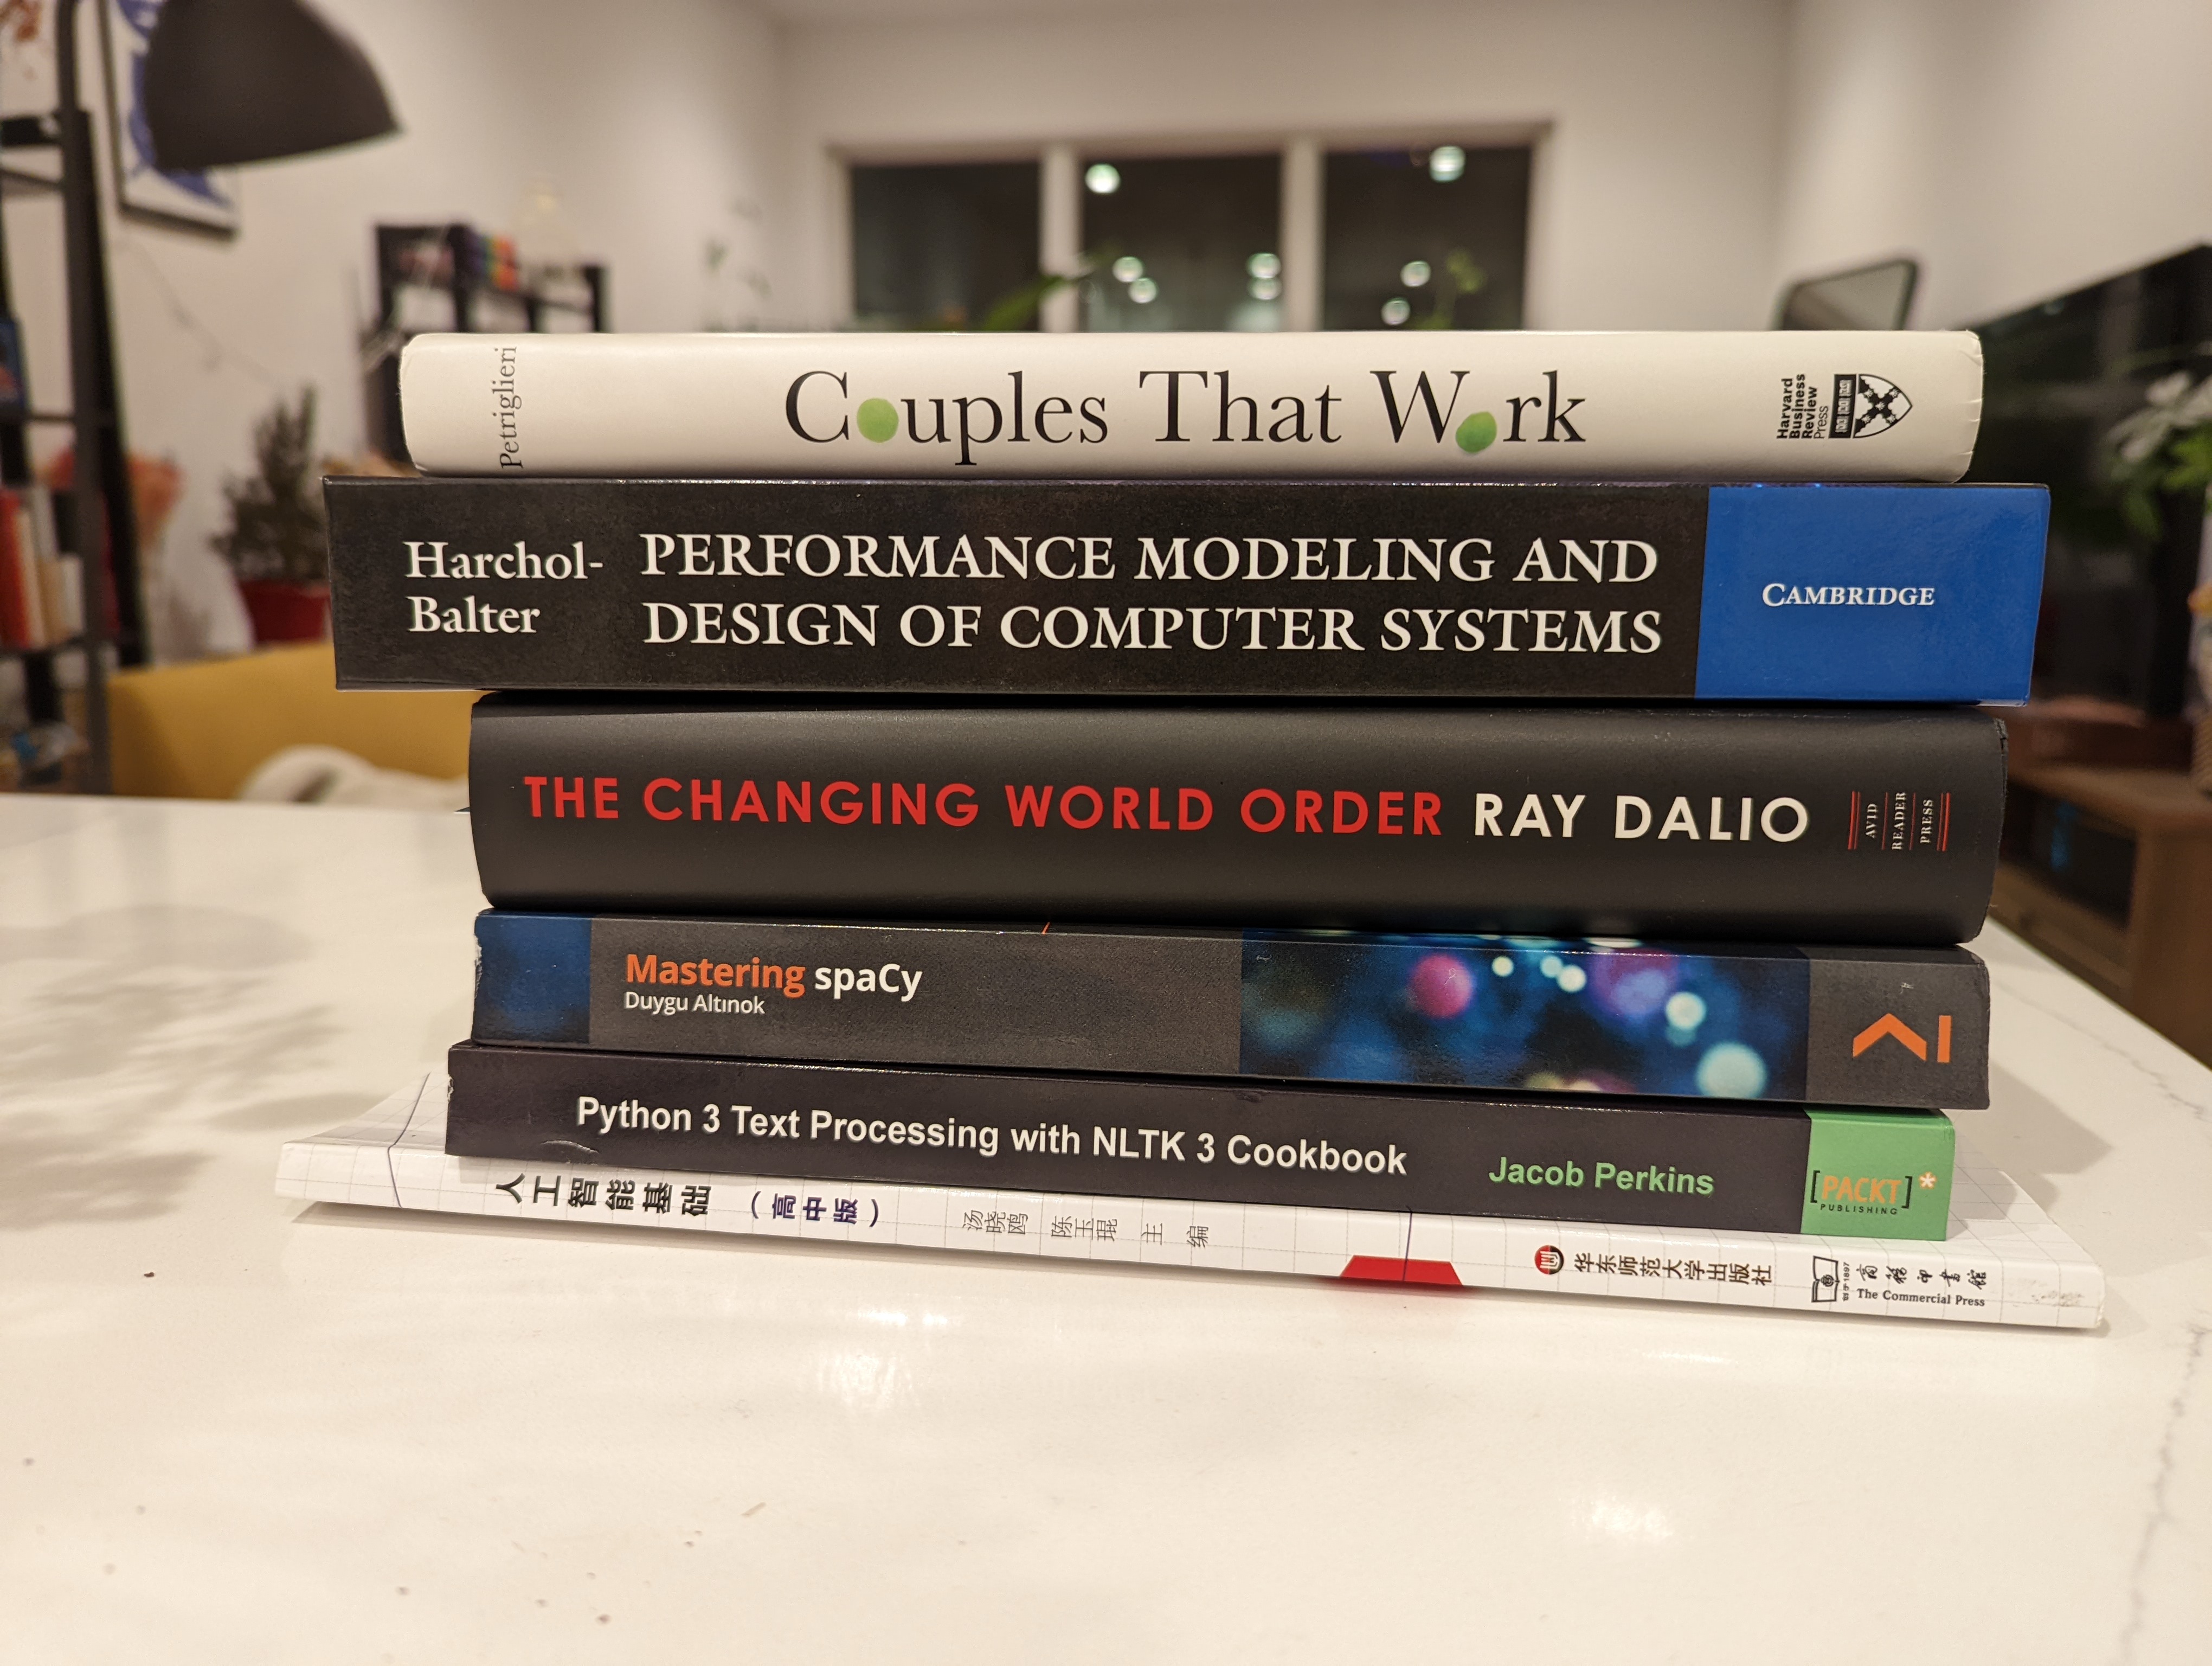 Petriglieri
Couples That Work
Harvard
Business
Review
Press
Harchol-
Balter
PERFORMANCE MODELING AND
DESIGN OF COMPUTER SYSTEMS
CAMBRIDGE
THE CHANGING WORLD ORDER RAY DALIO
AVID
READER
PRESS
Mastering spaCy
Duygu Altınok
Python 3 Text Processing with NLTK 3 Cookbook
Jacob Perkins
[PACKT]*
PUBLISHING
人工智能基础
（高中版）
汤晓鸥 陈玉琨 主编
华东师范大学出版社
商務印書館
The Commercial Press